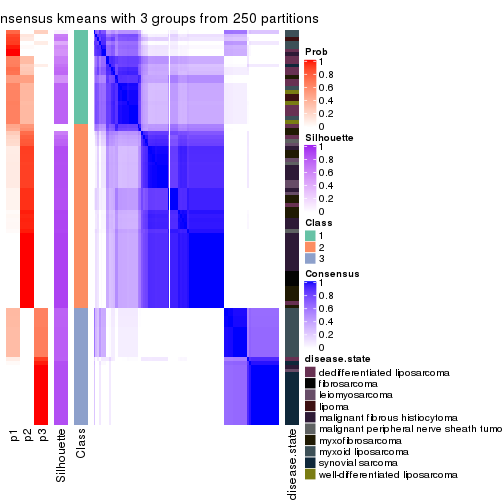 nsensus kmeans with 3 groups from 250 partitions
Prob
1
0.8
0.6
0.4
0.2
0
Silhouette
1
0.8
0.6
0.4
0.2
0
Class
1
2
3
Consensus
1
0.8
0.6
0.4
0.2
0
disease.state
dedifferentiated liposarcoma
fibrosarcoma
leiomyosarcoma
lipoma
malignant fibrous histiocytoma
malignant peripheral nerve sheath tumo
myxofibrosarcoma
myxoid liposarcoma
synovial sarcoma
well-differentiated liposarcoma
p1
p2
p3
Silhouette
Class
disease.state